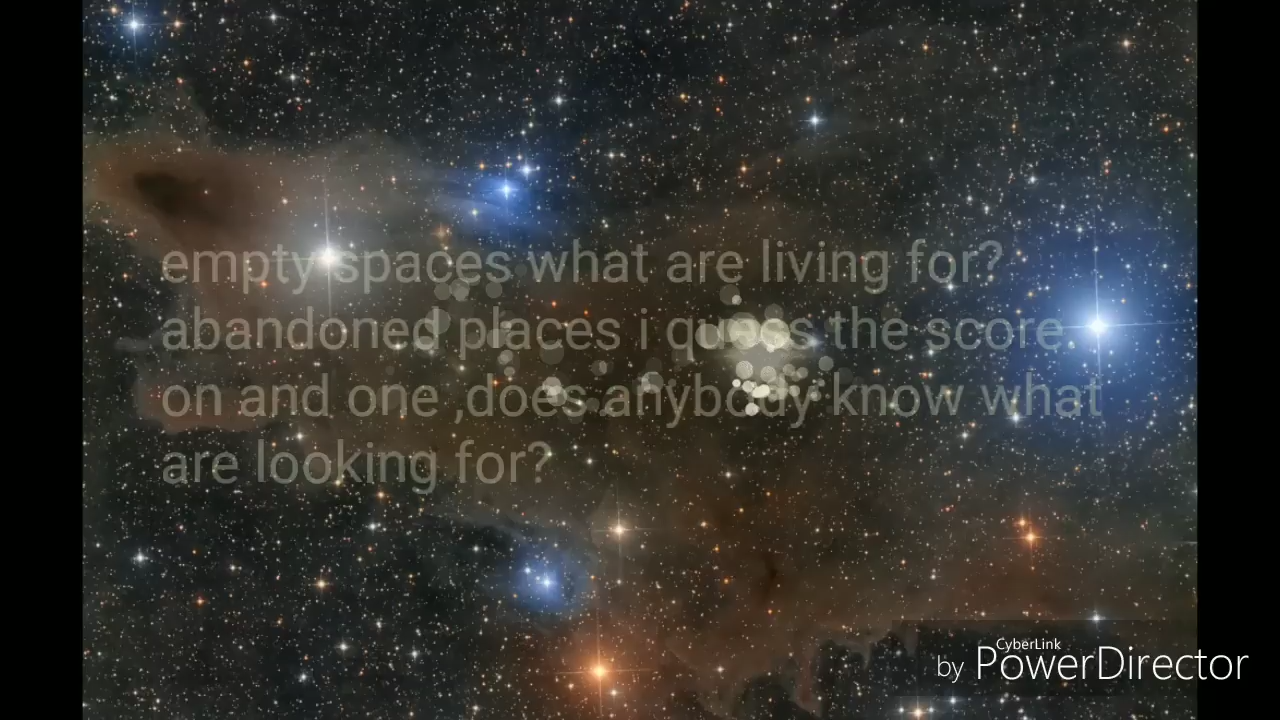 empty spaces what are living for?
abandoned places i guess the score
on and one ,does anybody know what
are looking for?
CyberLink
by PowerDirector